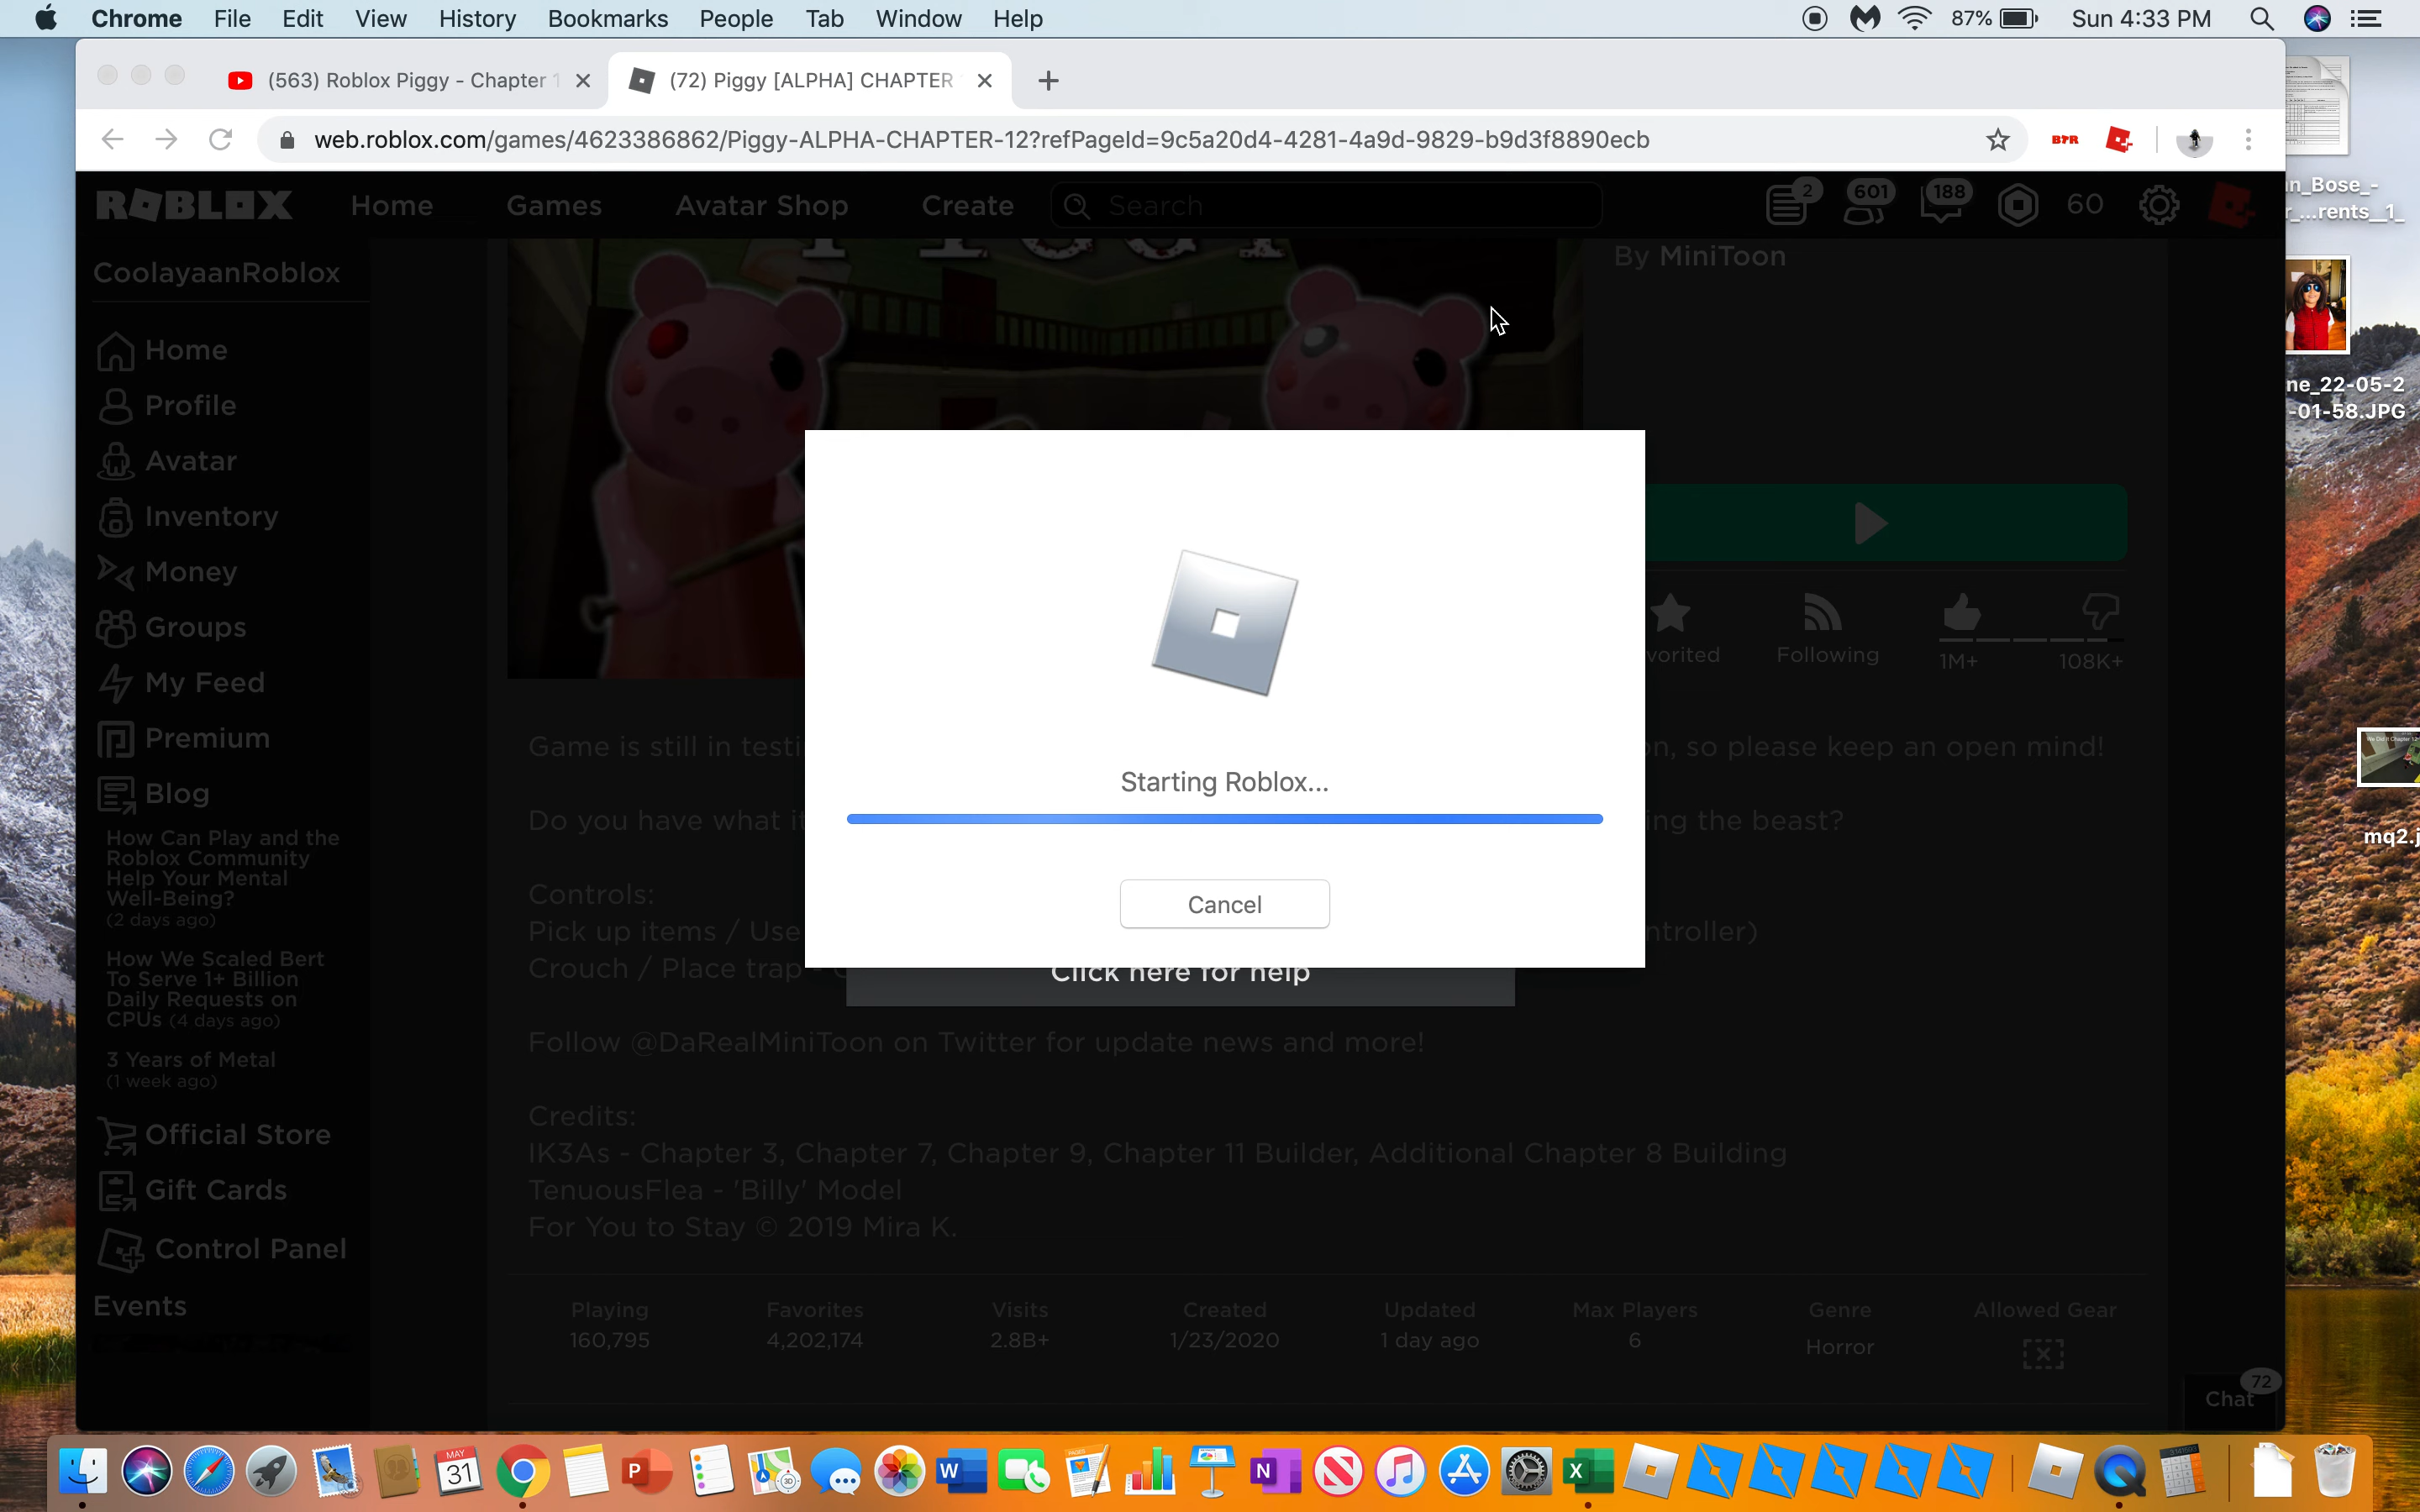 Chrome File Edit View History Bookmarks People Tab Window Help 87% Sun 4:33 PM
(563) Roblox Piggy - Chapter 1
(72) Piggy [ALPHA] CHAPTER
web.roblox.com/games/4623386862/Piggy-ALPHA-CHAPTER-12?refPageId=9c5a20d4-4281-4a9d-9829-b9d3f8890ecb
ROBLOX Home Games Avatar Shop Create Search 2 601 188 60
By MiniToon
CoolayaanRoblox
Home
Profile
Avatar
Inventory
Money
Groups
My Feed
Premium
Blog
How Can Play and the
Roblox Community
Help Your Mental
Well-Being?
(2 days ago)
How We Scaled Bert
To Serve 1+ Billion
Daily Requests on
CPUs (4 days ago)
3 Years of Metal
(1 week ago)
Official Store
Gift Cards
Control Panel
Events
Starting Roblox...
Cancel
Click here for help
vorited Following 1M+ 108K+
Game is still in testi
n, so please keep an open mind!
Do you have what it
ing the beast?
Controls:
Pick up items / Use
ntroller)
Crouch / Place trap -
Follow @DaRealMiniToon on Twitter for update news and more!
Credits:
IK3As - Chapter 3, Chapter 7, Chapter 9, Chapter 11 Builder, Additional Chapter 8 Building
TenuousFlea - 'Billy' Model
For You to Stay © 2019 Mira K.
Playing Favorites Visits Created Updated Max Players Genre Allowed Gear
160,795 4,202,174 2.8B+ 1/23/2020 1 day ago 6 Horror
Chat 72
n_Bose_-
r_...rents__1_
ne_22-05-2
-01-58.JPG
mq2.j
MAY
31